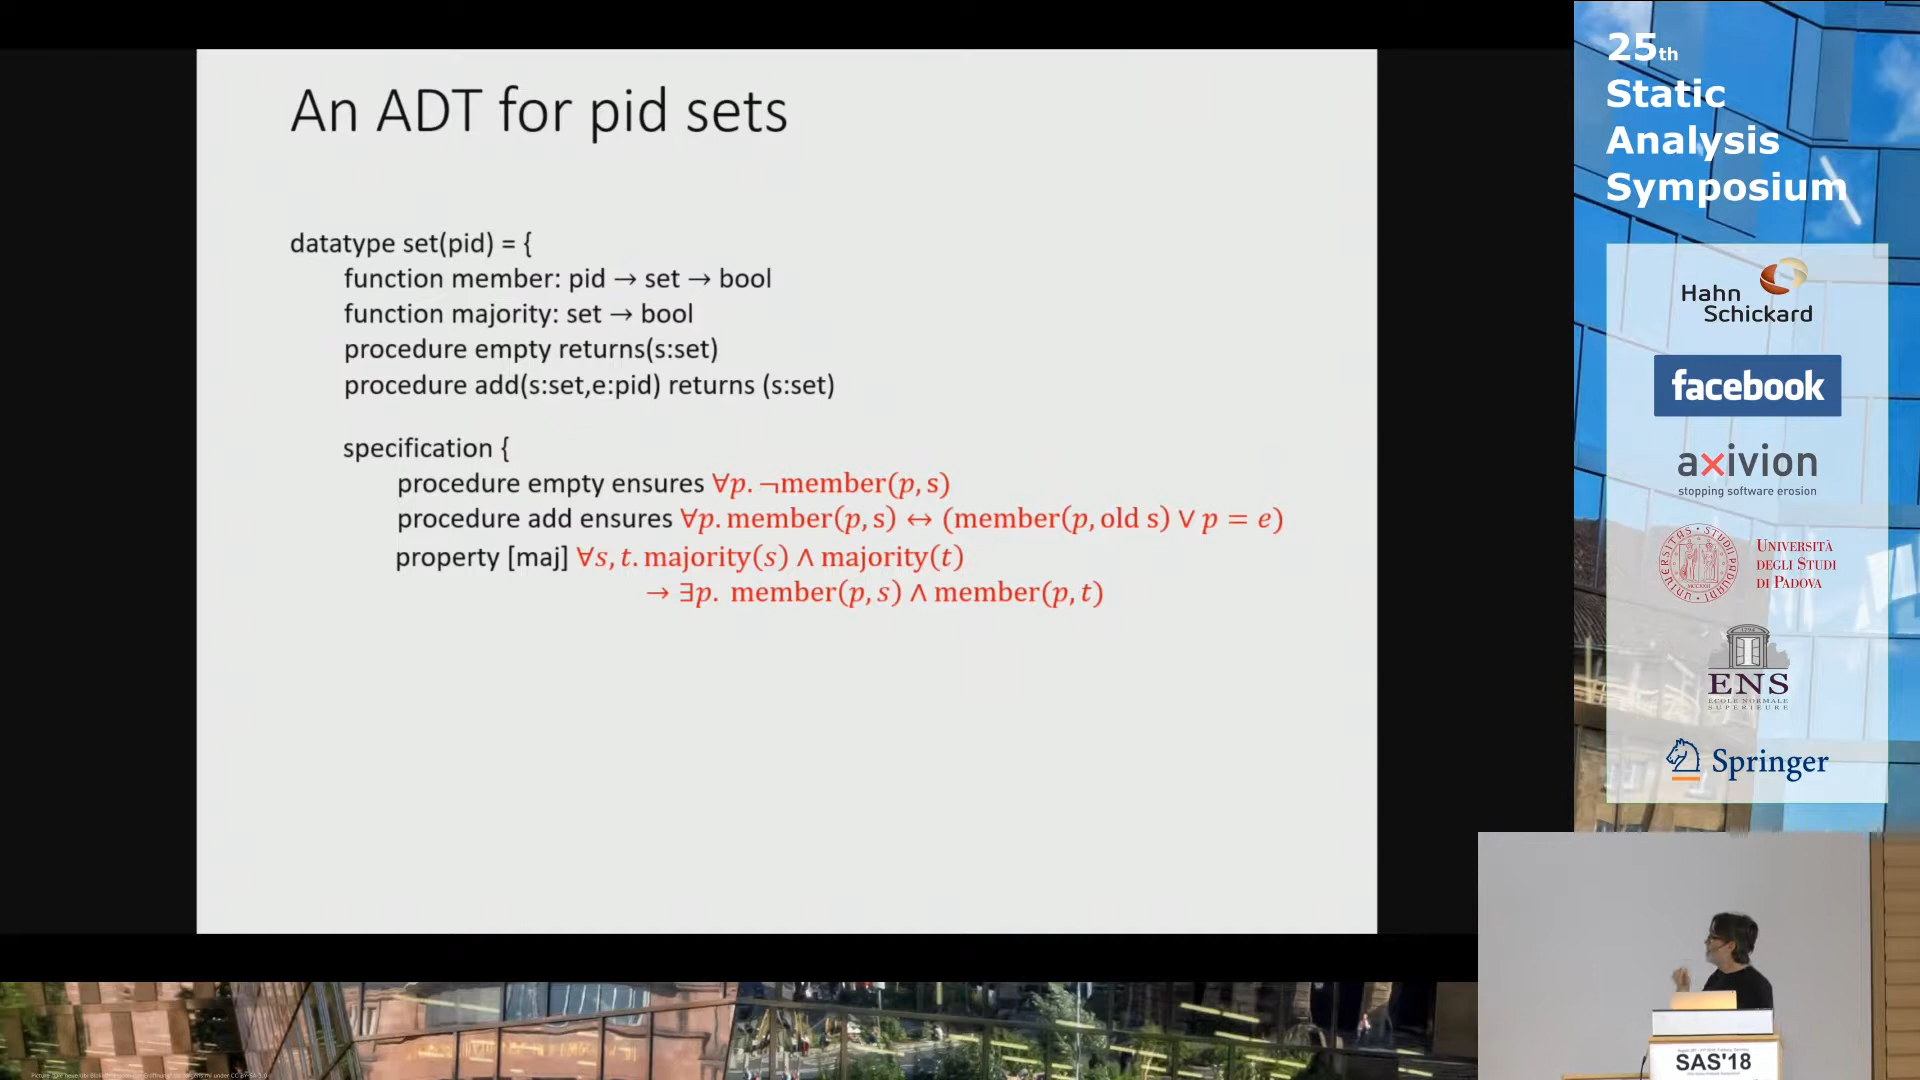 An ADT for pid sets
datatype set(pid) = {
function member: pid → set → bool
function majority: set → bool
procedure empty returns(s:set)
procedure add(s:set,e:pid) returns (s:set)
specification {
procedure empty ensures ∀p. ¬member(p, s)
procedure add ensures ∀p. member(p, s) ↔ (member(p, old s) ∨ p = e)
property [maj] ∀s, t. majority(s) ∧ majority(t)
→ ∃p. member(p, s) ∧ member(p, t)
25th
Static
Analysis
Symposium
Hahn
Schickard
facebook
axivion
stopping software erosion
UNIVERSITÀ
DEGLI STUDI
DI PADOVA
ENS
ECOLE NORMALE
SUPERIEURE
Springer
SAS'18